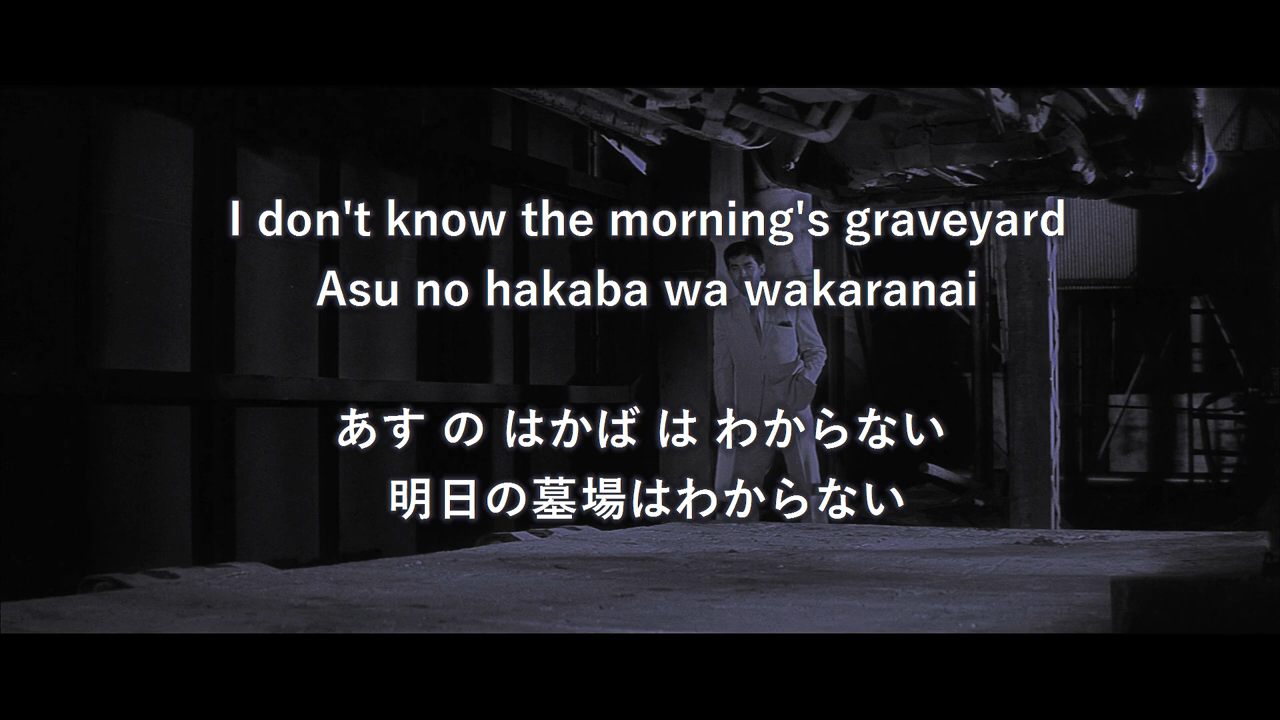 I don't know the morning's graveyard
Asu no hakaba wa wakaranai
あす の はかば は わからない
明日の墓場はわからない